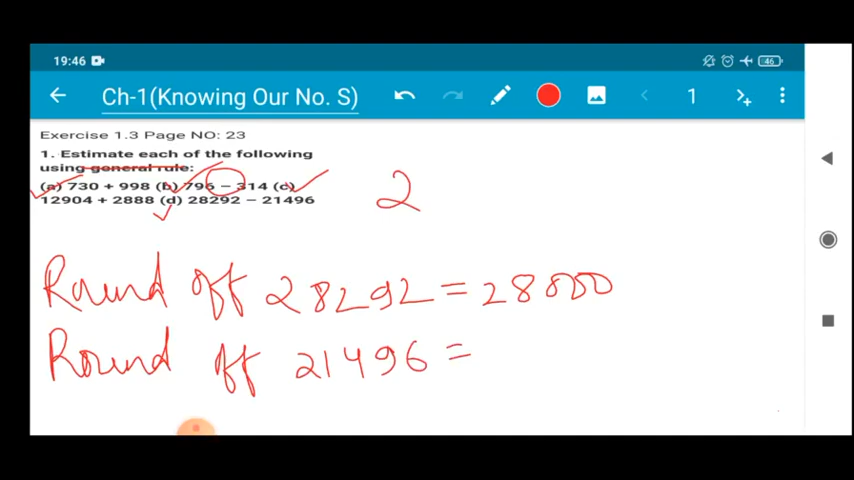 19:46 46
Ch-1(Knowing Our No. S) 1
Exercise 1.3 Page NO: 23
1. Estimate each of the following
using general rule:
(a) 730 + 998 (b) 796 – 314 (c)
12904 + 2888 (d) 28292 – 21496
2
Round off 28292 = 28000
Round off 21496 =